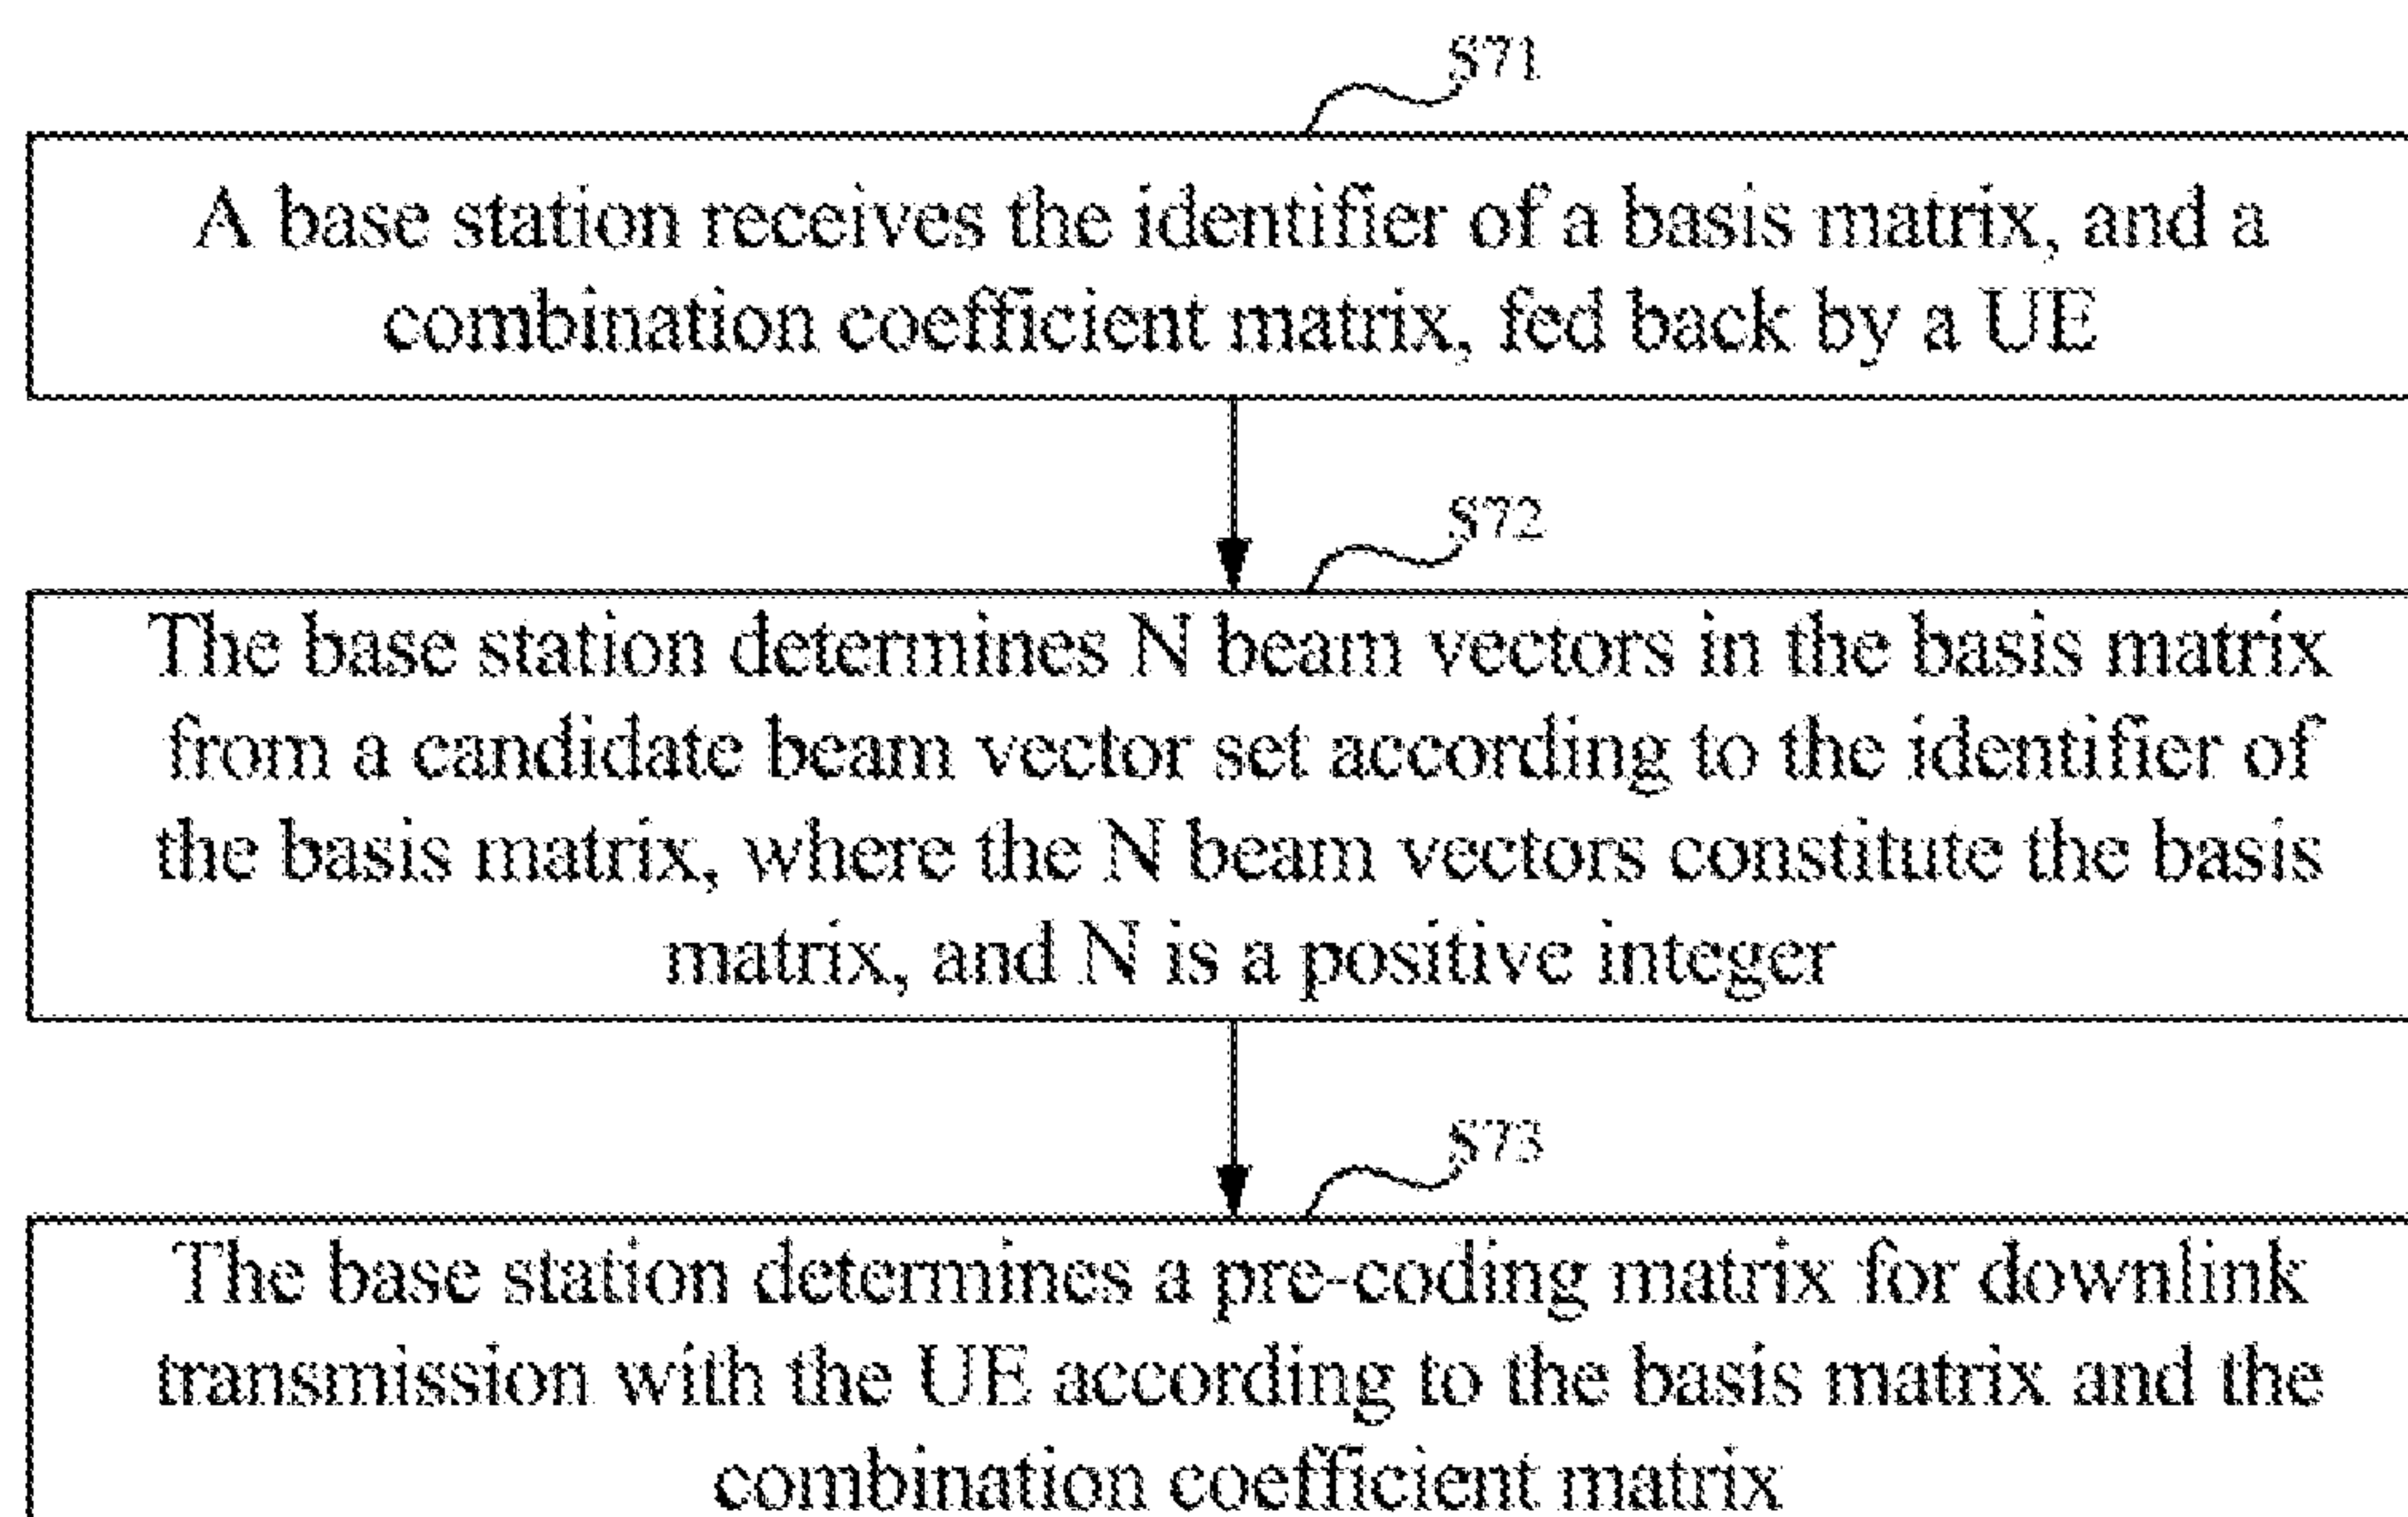 S71
A base station receives the identifier of a basis matrix, and a
combination coefficient matrix, fed back by a UE
S72
The base station determines N beam vectors in the basis matrix
from a candidate beam vector set according to the identifier of
the basis matrix, where the N beam vectors constitute the basis
matrix, and N is a positive integer
S73
The base station determines a pre-coding matrix for downlink
transmission with the UE according to the basis matrix and the
combination coefficient matrix